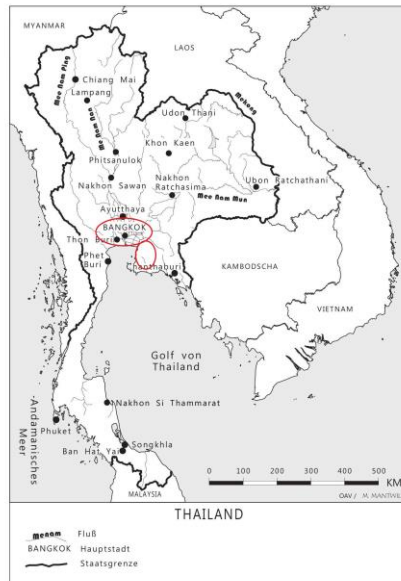 MYANMAR
LAOS
Mae Nam Ping
Chiang Mai
Lampang
Mekong
Udon Thani
Khon Kaen
Phitsanulok
Nakhon Sawan
Nakhon
Ratchasima
Ubon Ratchathani
Mae Nam Mun
Ayutthaya
BANGKOK
Thon Buri
Phet
Buri
Chanthaburi
KAMBODSCHA
VIETNAM
Golf von
Thailand
Andamanisches
Meer
Nakhon Si Thammarat
Phuket
Songkhla
Ban Hat Yai
MALAYSIA
0 100 200 300 400 500
KM
OAV / M. MANTWILL
THAILAND
Menam Fluß
BANGKOK Hauptstadt
Staatsgrenze